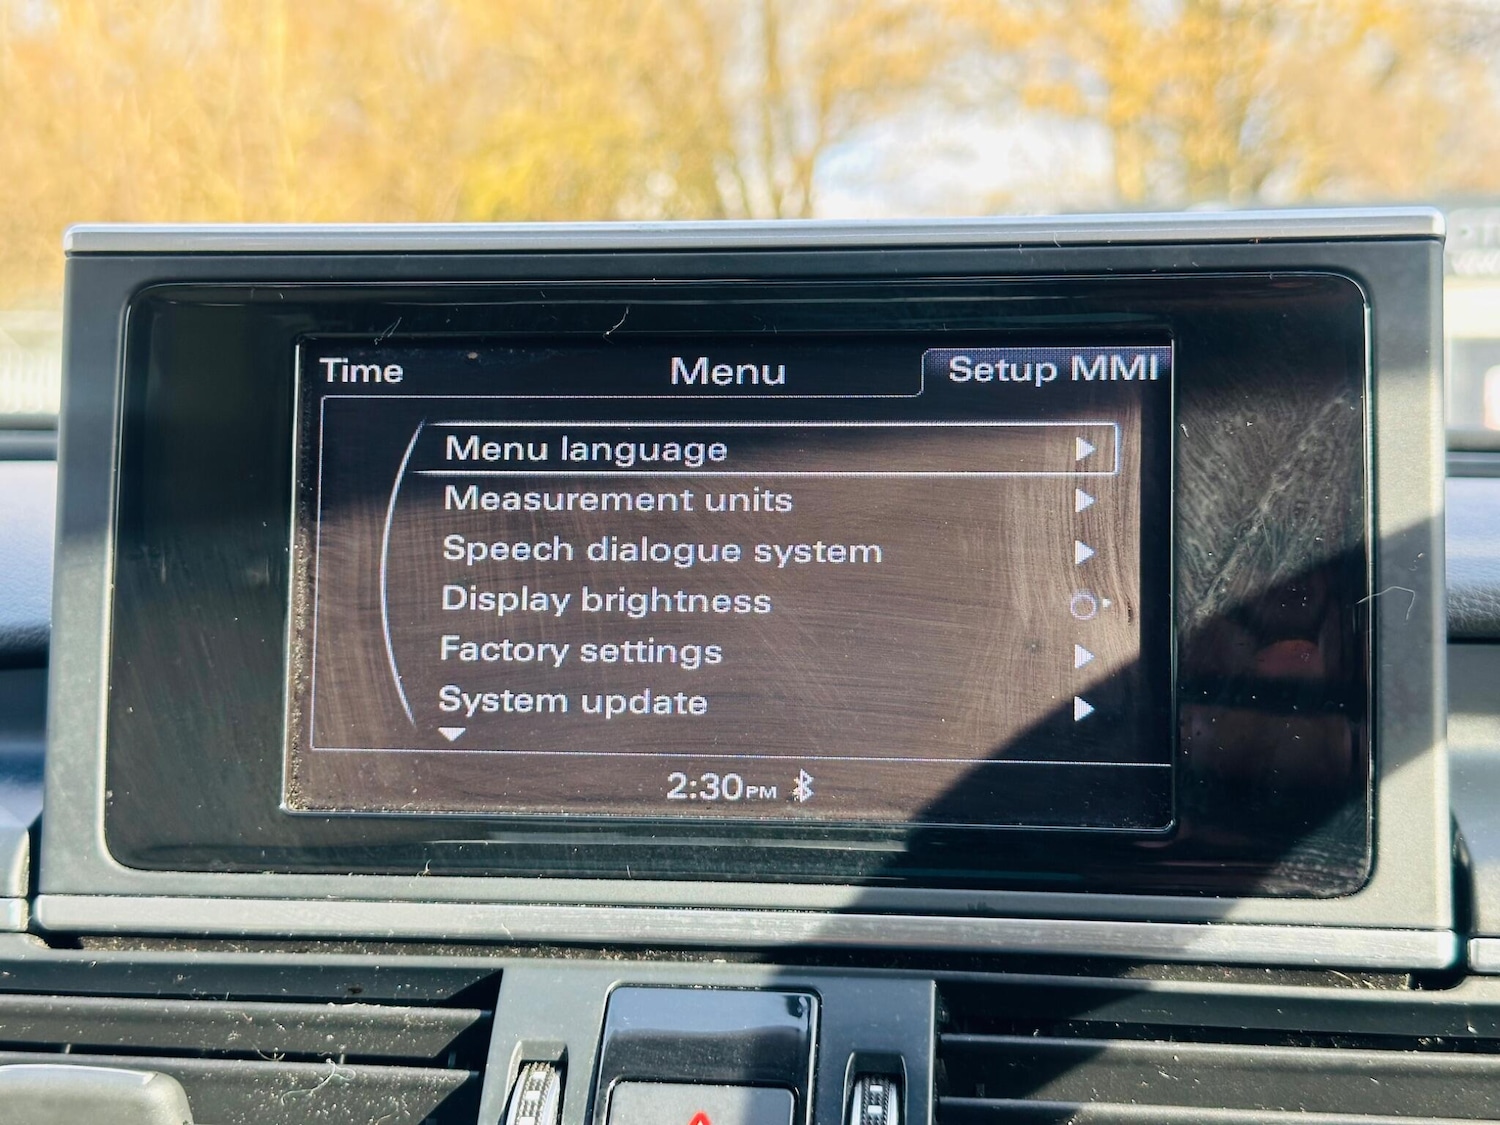 Time Menu Setup MMI
Menu language
Measurement units
Speech dialogue system
Display brightness
Factory settings
System update
2:30PM